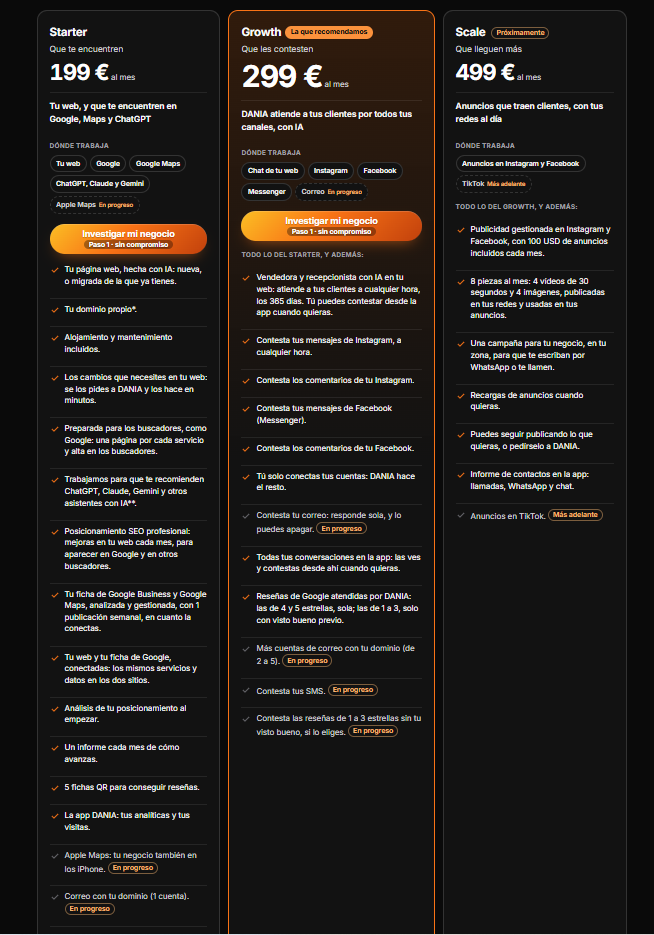 Starter
Que te encuentren
199 € al mes
Tu web, y que te encuentren en
Google, Maps y ChatGPT
DÓNDE TRABAJA
Tu web
Google
Google Maps
ChatGPT, Claude y Gemini
Apple Maps En progreso
Investigar mi negocio
Paso 1 · sin compromiso
Tu página web, hecha con IA: nueva,
o migrada de la que ya tienes.
Tu dominio propio*.
Alojamiento y mantenimiento
incluidos.
Los cambios que necesites en tu web:
se los pides a DANIA y los hace en
minutos.
Preparada para los buscadores, como
Google: una página por cada servicio
y alta en los buscadores.
Trabajamos para que te recomienden
ChatGPT, Claude, Gemini y otros
asistentes con IA**.
Posicionamiento SEO profesional:
mejoras en tu web cada mes, para
aparecer en Google y en otros
buscadores.
Tu ficha de Google Business y Google
Maps, analizada y gestionada, con 1
publicación semanal, en cuanto la
conectas.
Tu web y tu ficha de Google,
conectadas: los mismos servicios y
datos en los dos sitios.
Análisis de tu posicionamiento al
empezar.
Un informe cada mes de cómo
avanzas.
5 fichas QR para conseguir reseñas.
La app DANIA: tus analíticas y tus
visitas.
Apple Maps: tu negocio también en
los iPhone. En progreso
Correo con tu dominio (1 cuenta).
En progreso
Growth La que recomendamos
Que les contesten
299 € al mes
DANIA atiende a tus clientes por todos tus
canales, con IA
DÓNDE TRABAJA
Chat de tu web
Instagram
Facebook
Messenger
Correo En progreso
Investigar mi negocio
Paso 1 · sin compromiso
TODO LO DEL STARTER, Y ADEMÁS:
Vendedora y recepcionista con IA en tu
web: atiende a tus clientes a cualquier hora,
los 365 días. Tú puedes contestar desde la
app cuando quieras.
Contesta tus mensajes de Instagram, a
cualquier hora.
Contesta los comentarios de tu Instagram.
Contesta tus mensajes de Facebook
(Messenger).
Contesta los comentarios de tu Facebook.
Tú solo conectas tus cuentas: DANIA hace
el resto.
Contesta tu correo: responde sola, y lo
puedes apagar. En progreso
Todas tus conversaciones en la app: las ves
y contestas desde ahí cuando quieras.
Reseñas de Google atendidas por DANIA:
las de 4 y 5 estrellas, sola; las de 1 a 3, solo
con visto bueno previo.
Más cuentas de correo con tu dominio (de
2 a 5). En progreso
Contesta tus SMS. En progreso
Contesta las reseñas de 1 a 3 estrellas sin tu
visto bueno, si lo eliges. En progreso
Scale Próximamente
Que lleguen más
499 € al mes
Anuncios que traen clientes, con tus
redes al día
DÓNDE TRABAJA
Anuncios en Instagram y Facebook
TikTok Más adelante
TODO LO DEL GROWTH, Y ADEMÁS:
Publicidad gestionada en Instagram y
Facebook, con 100 USD de anuncios
incluidos cada mes.
8 piezas al mes: 4 vídeos de 30
segundos y 4 imágenes, publicadas
en tus redes y usadas en tus
anuncios.
Una campaña para tu negocio, en tu
zona, para que te escriban por
WhatsApp o te llamen.
Recargas de anuncios cuando
quieras.
Puedes seguir publicando lo que
quieras, o pedírselo a DANIA.
Informe de contactos en la app:
llamadas, WhatsApp y chat.
Anuncios en TikTok. Más adelante